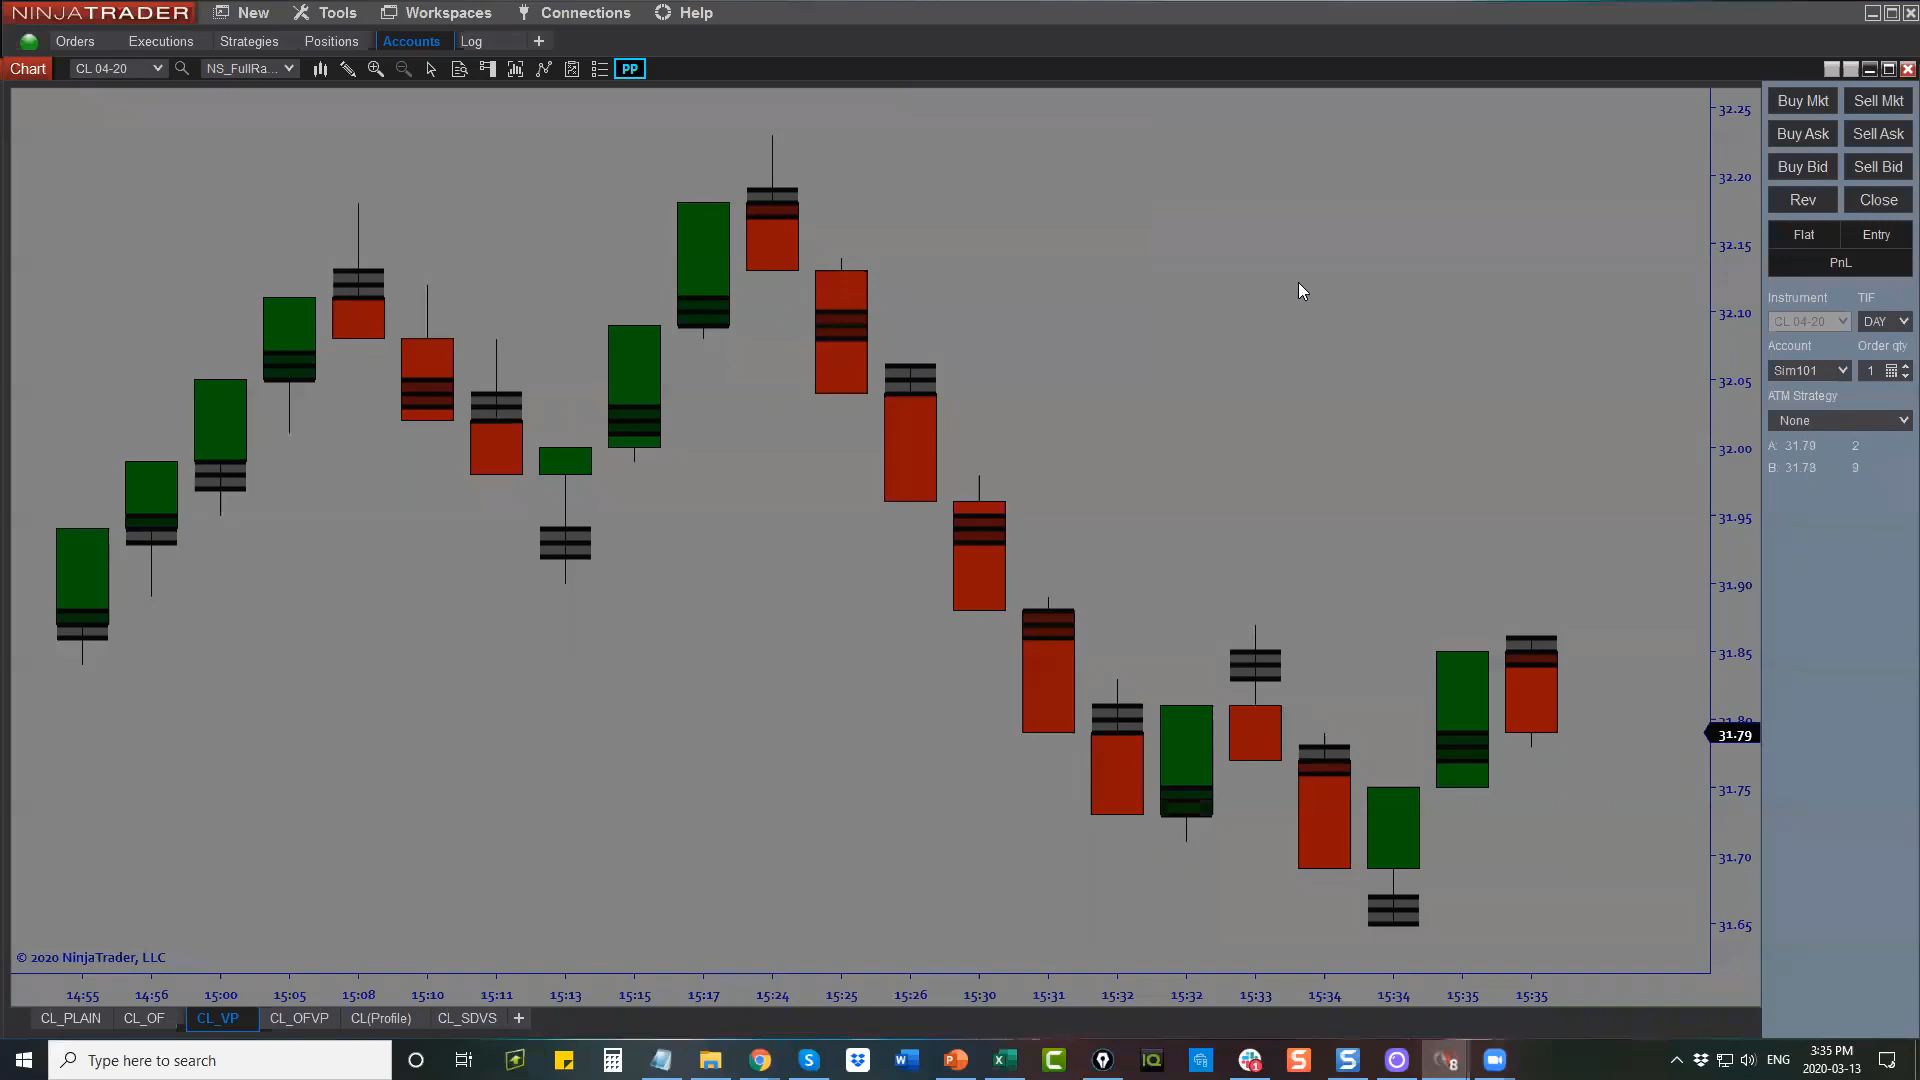 NINJATRADER New Tools Workspaces Connections Help
Orders Executions Strategies Positions Accounts Log +
Chart CL 04-20 NS_FullRa... PP
32.25
32.20
32.15
32.10
32.05
32.00
31.95
31.90
31.85
31.80
31.79
31.75
31.70
31.65
Buy Mkt Sell Mkt
Buy Ask Sell Ask
Buy Bid Sell Bid
Rev Close
Flat Entry
PnL
Instrument TIF
CL 04-20 DAY
Account Order qty
Sim101 1
ATM Strategy
None
A: 31.79 2
B: 31.78 9
© 2020 NinjaTrader, LLC
14:55 14:56 15:00 15:05 15:08 15:10 15:11 15:13 15:15 15:17 15:24 15:25 15:26 15:30 15:31 15:32 15:32 15:33 15:34 15:34 15:35 15:35
CL_PLAIN CL_OF CL_VP CL_OFVP CL(Profile) CL_SDVS +
Type here to search
ENG
3:35 PM
2020-03-13